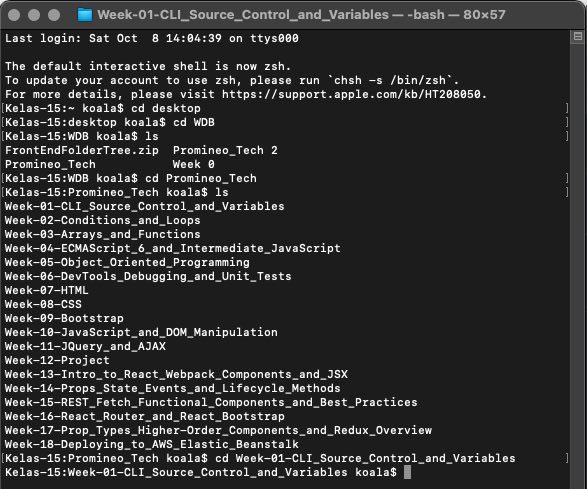 Week-01-CLI_Source_Control_and_Variables — -bash — 80×57
Last login: Sat Oct  8 14:04:39 on ttys000
The default interactive shell is now zsh.
To update your account to use zsh, please run `chsh -s /bin/zsh`.
For more details, please visit https://support.apple.com/kb/HT208050.
[Kelas-15:~ koala$ cd desktop ]
[Kelas-15:desktop koala$ cd WDB ]
[Kelas-15:WDB koala$ ls ]
FrontEndFolderTree.zip  Promineo_Tech 2
Promineo_Tech           Week 0
[Kelas-15:WDB koala$ cd Promineo_Tech ]
[Kelas-15:Promineo_Tech koala$ ls ]
Week-01-CLI_Source_Control_and_Variables
Week-02-Conditions_and_Loops
Week-03-Arrays_and_Functions
Week-04-ECMAScript_6_and_Intermediate_JavaScript
Week-05-Object_Oriented_Programming
Week-06-DevTools_Debugging_and_Unit_Tests
Week-07-HTML
Week-08-CSS
Week-09-Bootstrap
Week-10-JavaScript_and_DOM_Manipulation
Week-11-JQuery_and_AJAX
Week-12-Project
Week-13-Intro_to_React_Webpack_Components_and_JSX
Week-14-Props_State_Events_and_Lifecycle_Methods
Week-15-REST_Fetch_Functional_Components_and_Best_Practices
Week-16-React_Router_and_React_Bootstrap
Week-17-Prop_Types_Higher-Order_Components_and_Redux_Overview
Week-18-Deploying_to_AWS_Elastic_Beanstalk
[Kelas-15:Promineo_Tech koala$ cd Week-01-CLI_Source_Control_and_Variables ]
Kelas-15:Week-01-CLI_Source_Control_and_Variables koala$